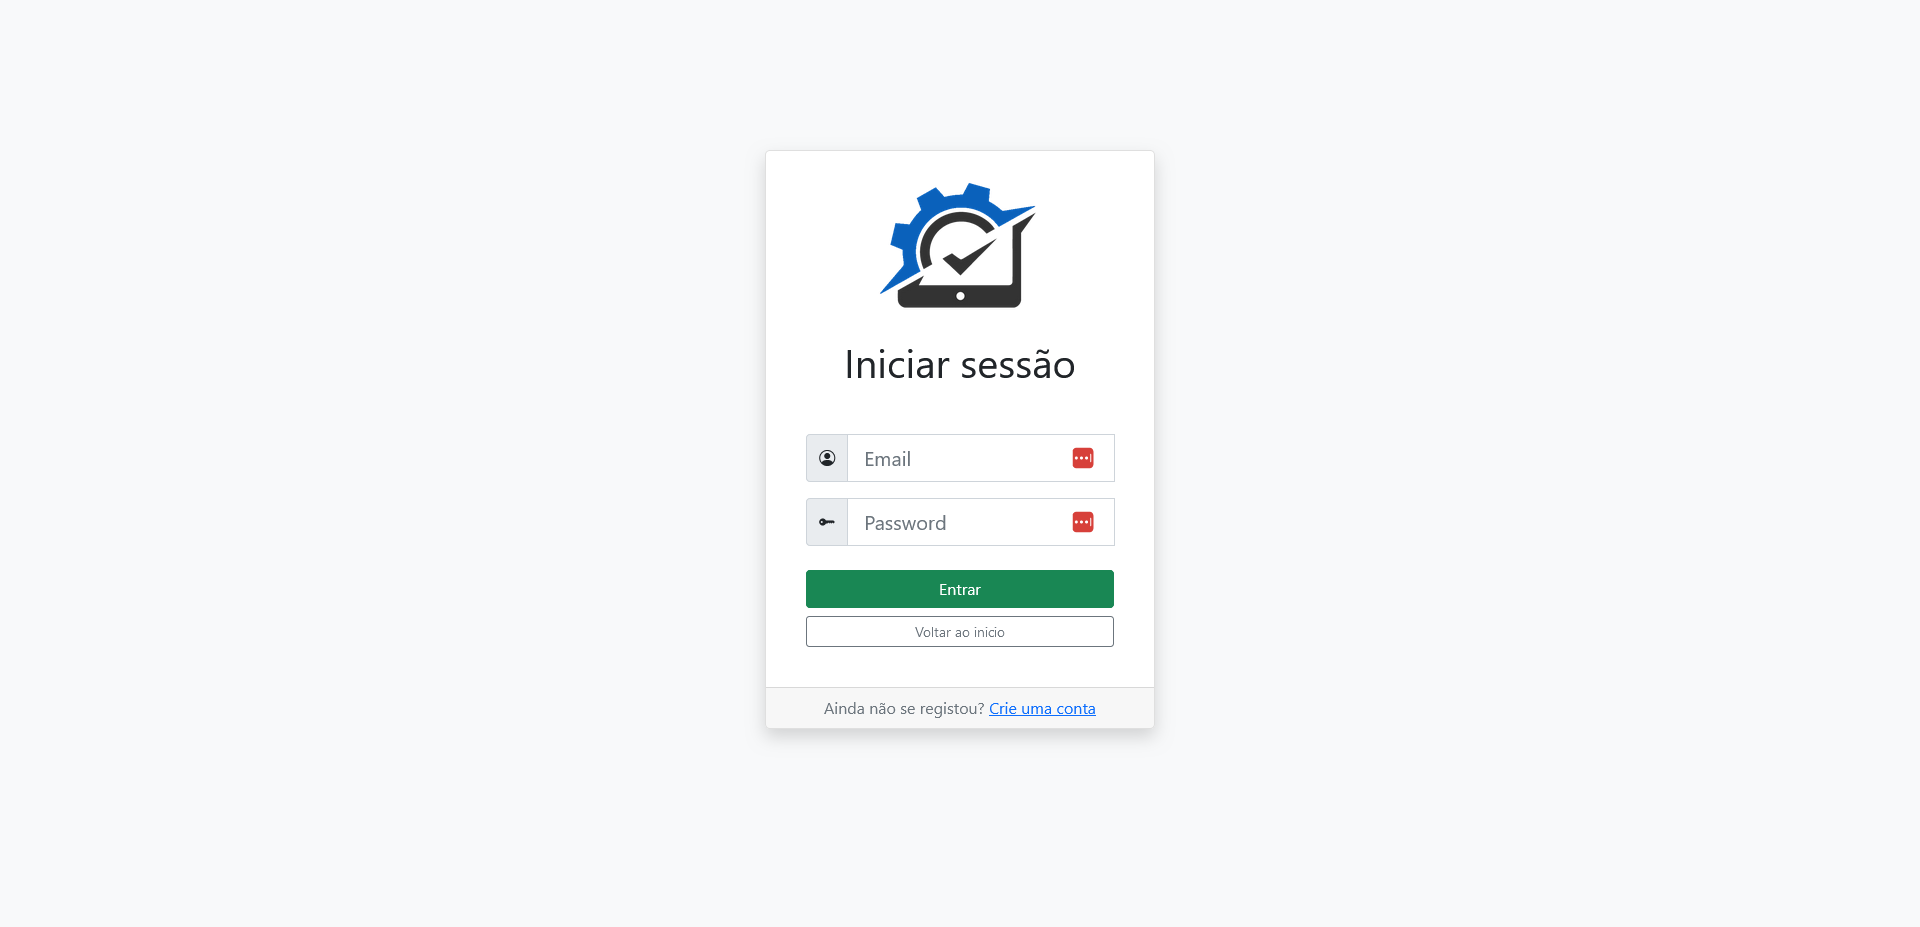 Iniciar sessão
Email
Password
Entrar
Voltar ao inicio
Ainda não se registou? Crie uma conta